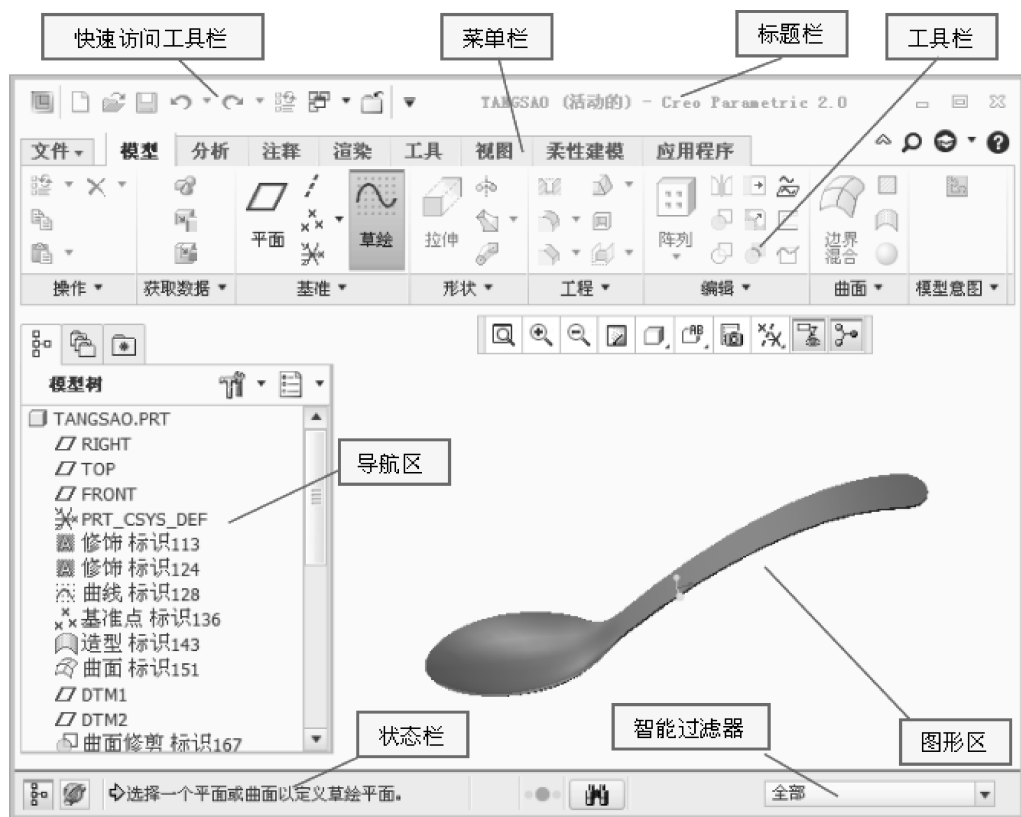 快速访问工具栏
菜单栏
标题栏
工具栏
TANGSAO (活动的) - Creo Parametric 2.0
文件 模型 分析 注释 渲染 工具 视图 柔性建模 应用程序
平面 草绘 拉伸 阵列 边界混合
操作 获取数据 基准 形状 工程 编辑 曲面 模型意图
模型树
TANGSAO.PRT
RIGHT
TOP
FRONT
PRT_CSYS_DEF
修饰 标识113
修饰 标识124
曲线 标识128
基准点 标识136
造型 标识143
曲面 标识151
DTM1
DTM2
曲面修剪 标识167
导航区
状态栏
智能过滤器
图形区
选择一个平面或曲面以定义草绘平面。
全部